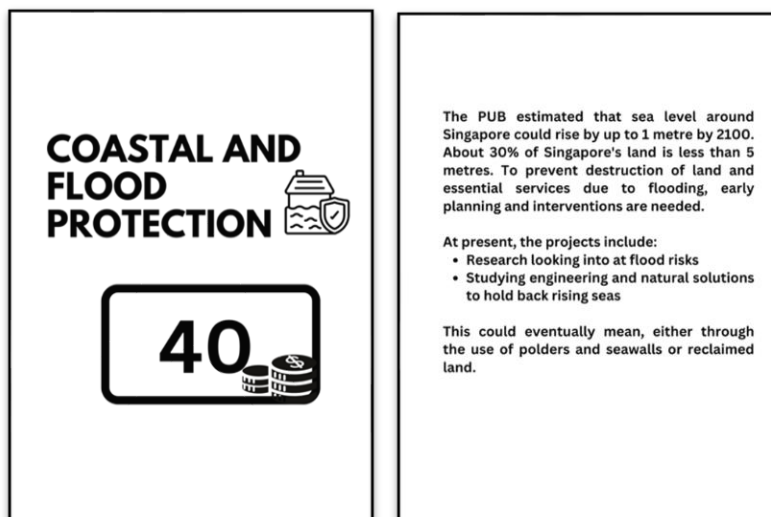 COASTAL AND
FLOOD
PROTECTION
40
$
The PUB estimated that sea level around
Singapore could rise by up to 1 metre by 2100.
About 30% of Singapore's land is less than 5
metres. To prevent destruction of land and
essential services due to flooding, early
planning and interventions are needed.
At present, the projects include:
• Research looking into at flood risks
• Studying engineering and natural solutions
to hold back rising seas
This could eventually mean, either through
the use of polders and seawalls or reclaimed
land.